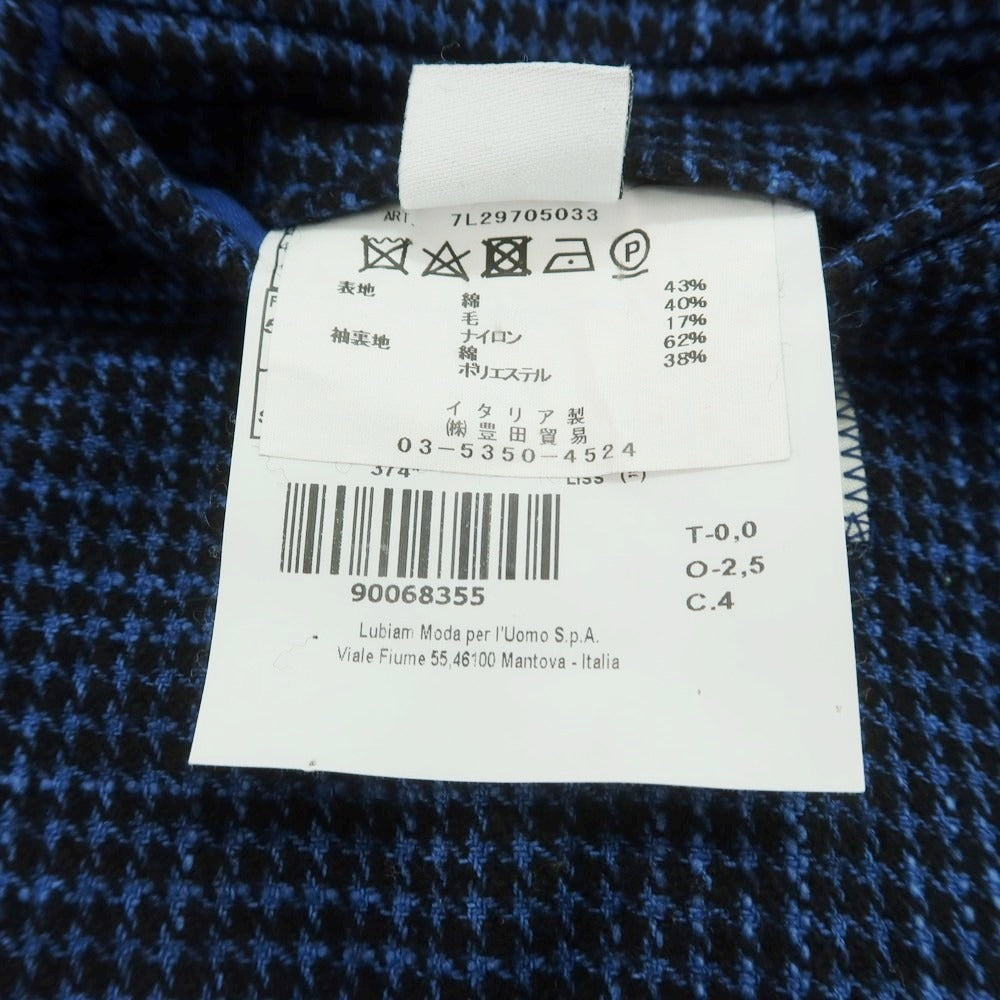 ART. 7L29705033
P
表地 綿 43%
毛 40%
ナイロン 17%
袖裏地 綿 62%
ポリエステル 38%
イタリア製
㈱豊田貿易
03-5350-4524
374
LISS
90068355
T-0,0
O-2,5
C.4
Lubiam Moda per l'Uomo S.p.A.
Viale Fiume 55,46100 Mantova - Italia